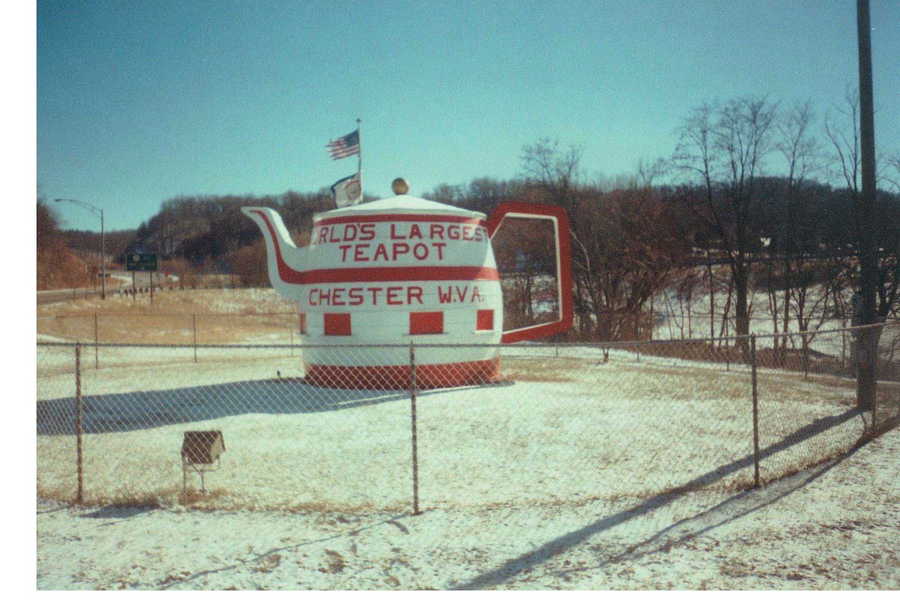 RLD'S LARGEST
TEAPOT
CHESTER W.VA.